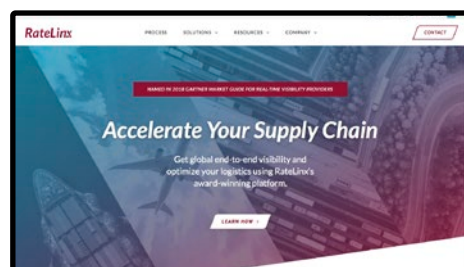 RateLinx
PROCESS SOLUTIONS RESOURCES COMPANY CONTACT
NAMED IN 2018 GARTNER MARKET GUIDE FOR REAL-TIME VISIBILITY PROVIDERS
Accelerate Your Supply Chain
Get global end-to-end visibility and
optimize your logistics using RateLinx's
award-winning platform.
LEARN HOW